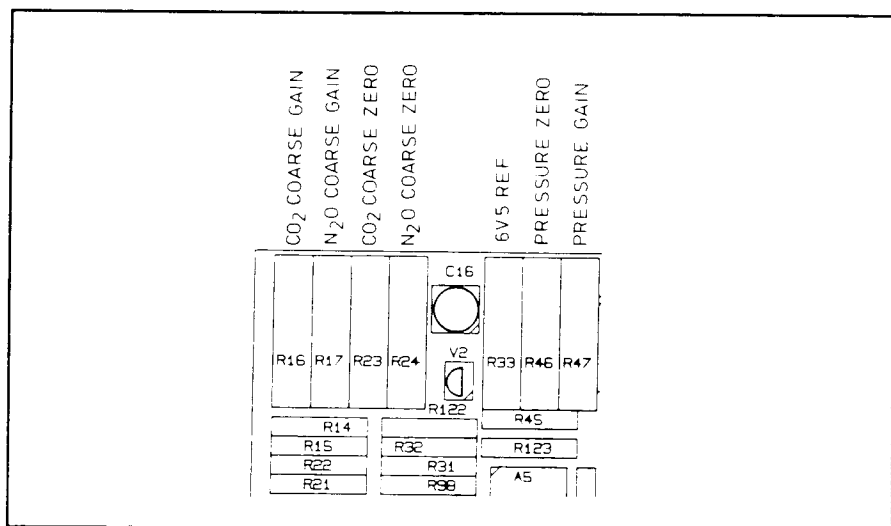 CO₂ COARSE GAIN
N₂O COARSE GAIN
CO₂ COARSE ZERO
N₂O COARSE ZERO
6V5 REF
PRESSURE ZERO
PRESSURE GAIN
C16
V2
R16 R17 R23 R24
R33 R46 R47
R122
R45
R14
R15 R32 R123
R22 R31
A5
R21 R98